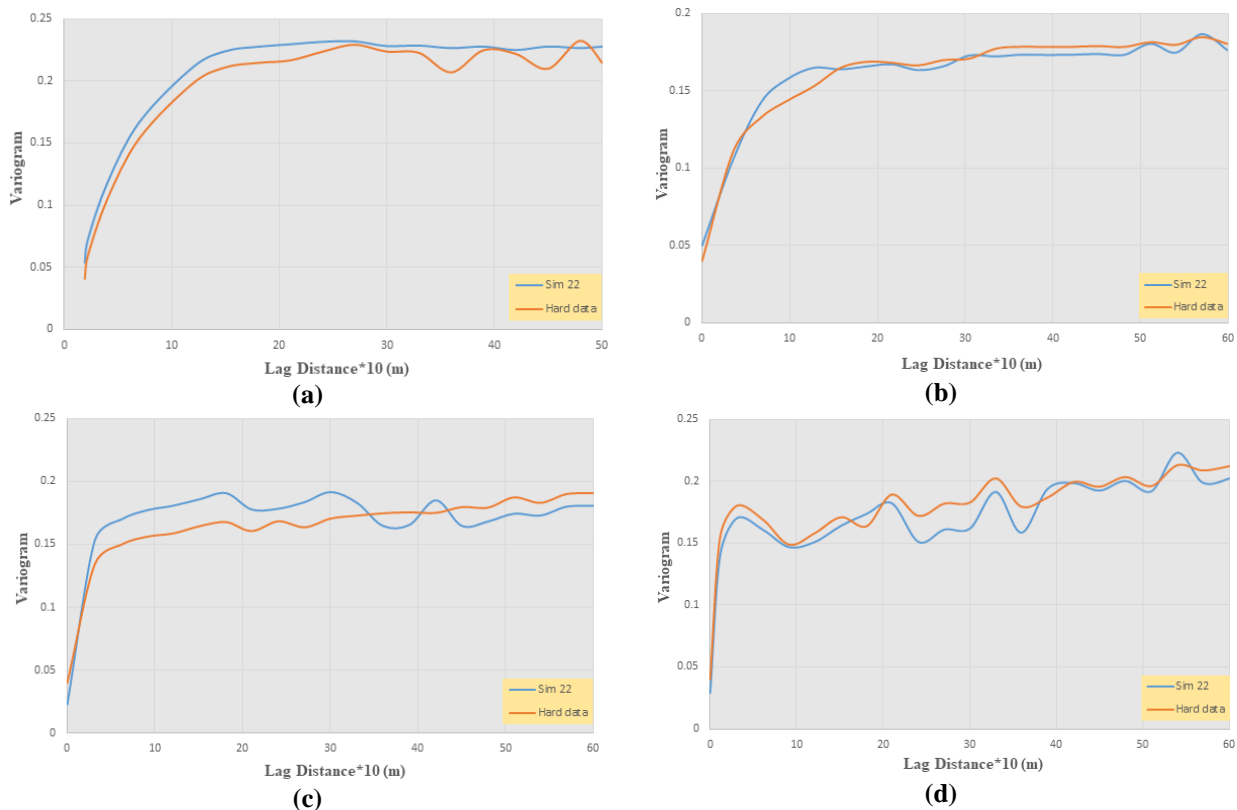 0.25
0.2
0.15
0.1
0.05
0
Variogram
Sim 22
Hard data
0 10 20 30 40 50
Lag Distance*10 (m)
(a)
0.2
0.15
0.1
0.05
0
Variogram
Sim 22
Hard data
0 10 20 30 40 50 60
Lag Distance*10 (m)
(b)
0.25
0.2
0.15
0.1
0.05
0
Variogram
Sim 22
Hard data
0 10 20 30 40 50 60
Lag Distance*10 (m)
(c)
0.25
0.2
0.15
0.1
0.05
0
Variogram
Sim 22
Hard data
0 10 20 30 40 50 60
Lag Distance*10 (m)
(d)